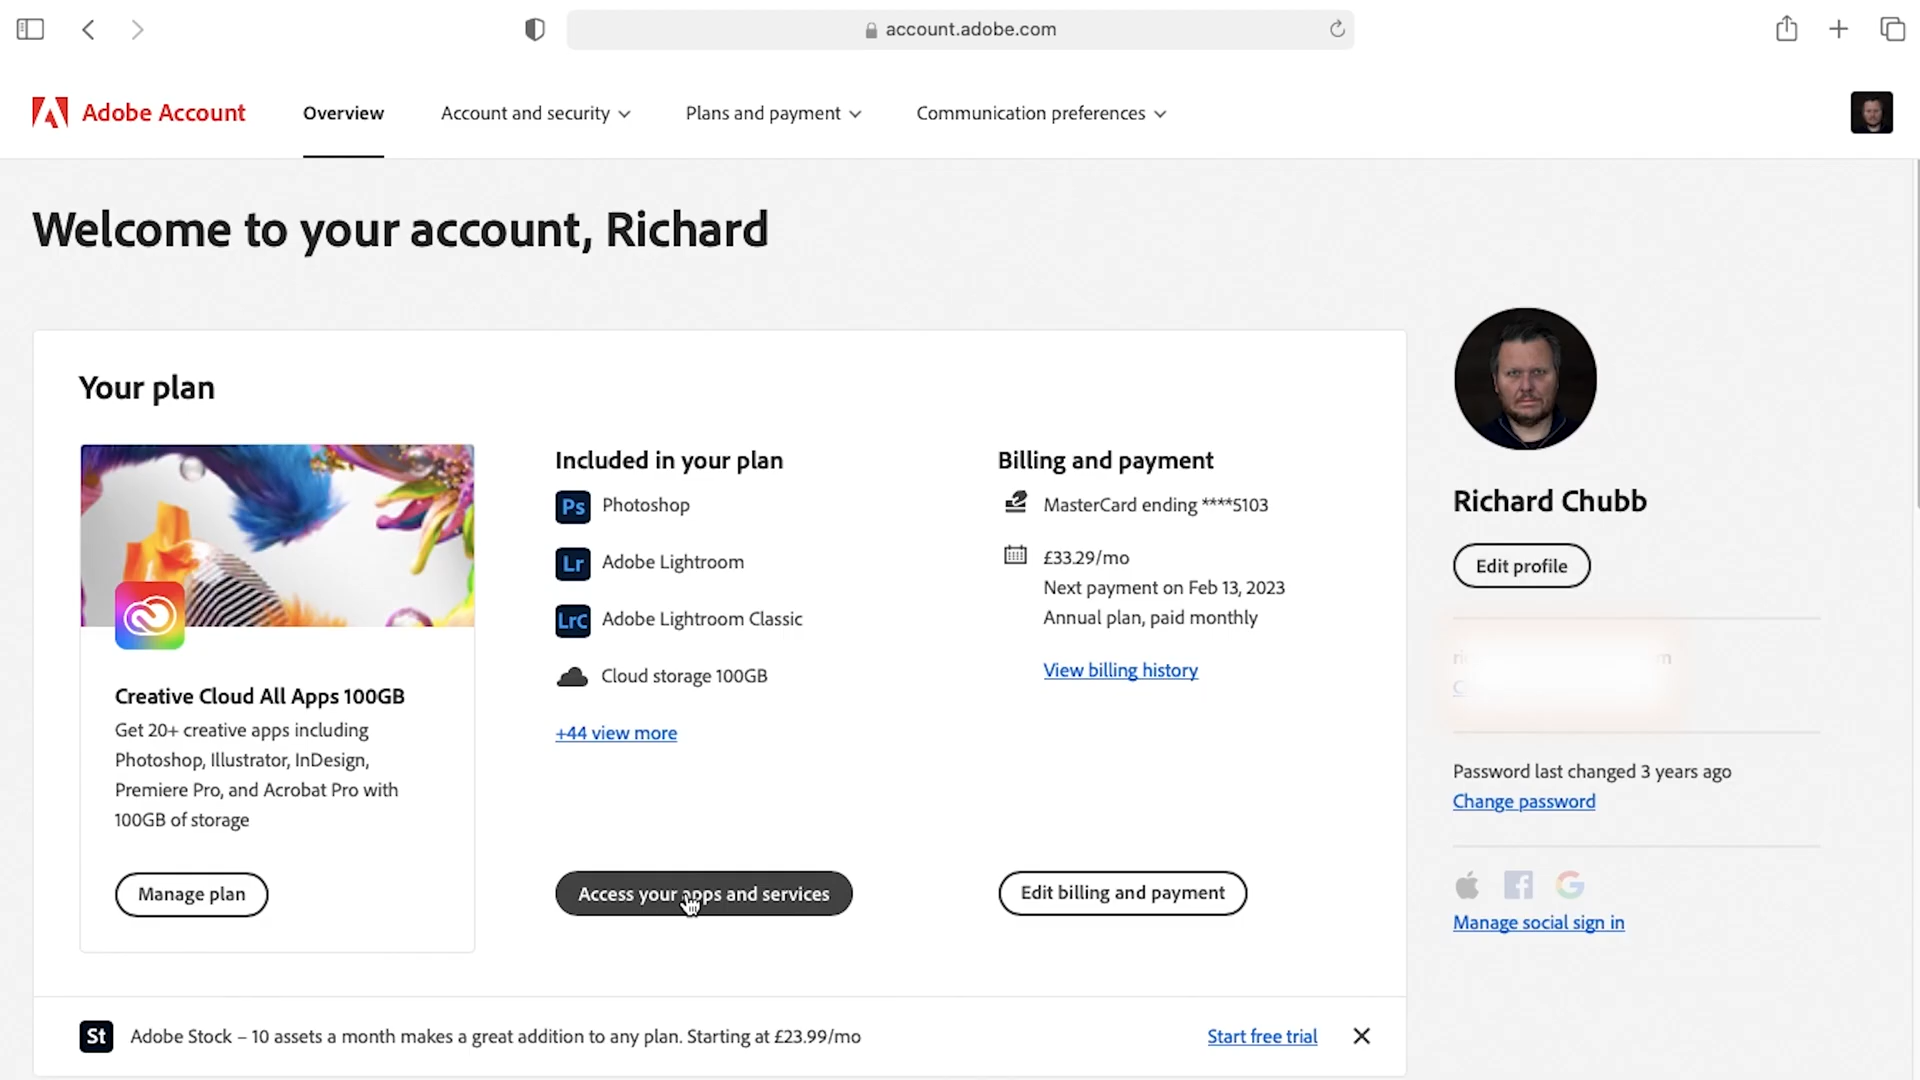 account.adobe.com
Adobe Account
Overview
Account and security
Plans and payment
Communication preferences
Welcome to your account, Richard
Your plan
Creative Cloud All Apps 100GB
Get 20+ creative apps including
Photoshop, Illustrator, InDesign,
Premiere Pro, and Acrobat Pro with
100GB of storage
Manage plan
Included in your plan
Ps Photoshop
Lr Adobe Lightroom
LrC Adobe Lightroom Classic
Cloud storage 100GB
+44 view more
Access your apps and services
Billing and payment
MasterCard ending ****5103
£33.29/mo
Next payment on Feb 13, 2023
Annual plan, paid monthly
View billing history
Edit billing and payment
St Adobe Stock – 10 assets a month makes a great addition to any plan. Starting at £23.99/mo
Start free trial
Richard Chubb
Edit profile
Password last changed 3 years ago
Change password
Manage social sign in